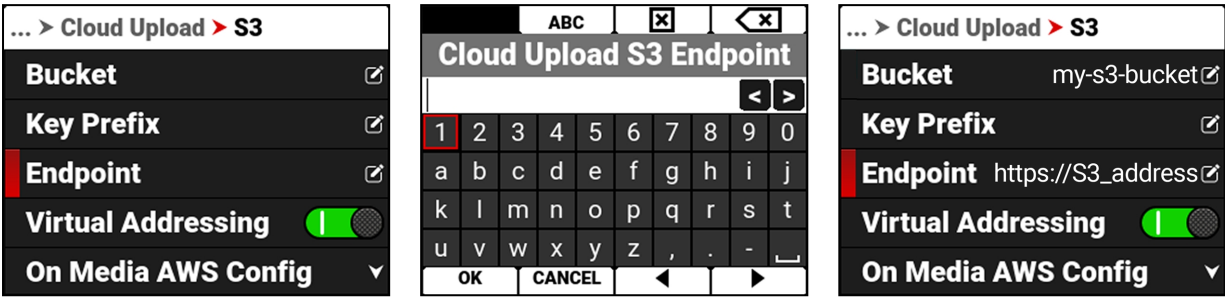 ... > Cloud Upload > S3
Bucket
Key Prefix
Endpoint
Virtual Addressing
On Media AWS Config
ABC
Cloud Upload S3 Endpoint
< >
1 2 3 4 5 6 7 8 9 0
a b c d e f g h i j
k l m n o p q r s t
u v w x y z , . -
OK CANCEL
... > Cloud Upload > S3
Bucket my-s3-bucket
Key Prefix
Endpoint https://S3_address
Virtual Addressing
On Media AWS Config